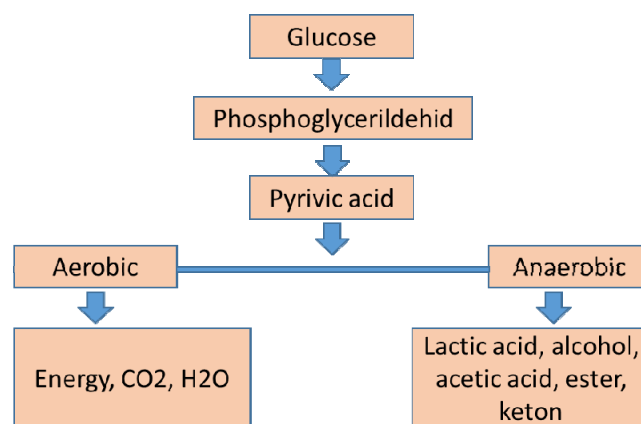 Glucose
Phosphoglycerildehid
Pyrivic acid
Aerobic
Anaerobic
Energy, CO2, H2O
Lactic acid, alcohol,
acetic acid, ester,
keton